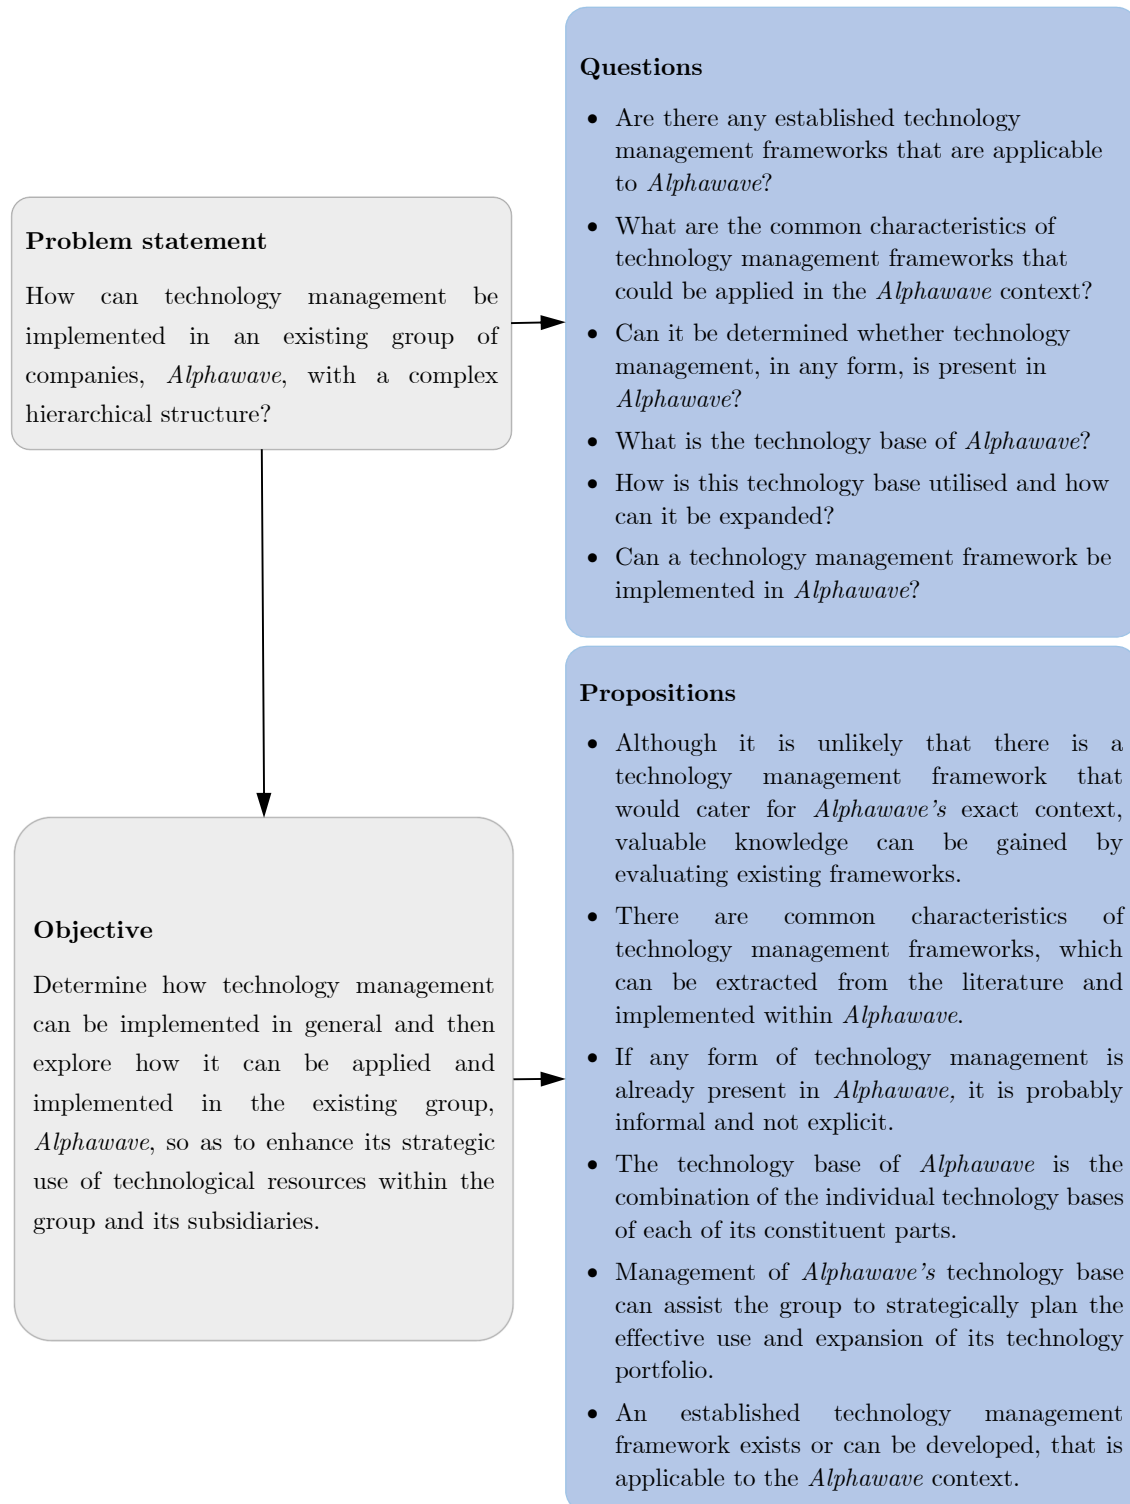 Problem statement
How can technology management be
implemented in an existing group of
companies, Alphawave, with a complex
hierarchical structure?
Questions
• Are there any established technology
management frameworks that are applicable
to Alphawave?
• What are the common characteristics of
technology management frameworks that
could be applied in the Alphawave context?
• Can it be determined whether technology
management, in any form, is present in
Alphawave?
• What is the technology base of Alphawave?
• How is this technology base utilised and how
can it be expanded?
• Can a technology management framework be
implemented in Alphawave?
Objective
Determine how technology management
can be implemented in general and then
explore how it can be applied and
implemented in the existing group,
Alphawave, so as to enhance its strategic
use of technological resources within the
group and its subsidiaries.
Propositions
• Although it is unlikely that there is a
technology management framework that
would cater for Alphawave's exact context,
valuable knowledge can be gained by
evaluating existing frameworks.
• There are common characteristics of
technology management frameworks, which
can be extracted from the literature and
implemented within Alphawave.
• If any form of technology management is
already present in Alphawave, it is probably
informal and not explicit.
• The technology base of Alphawave is the
combination of the individual technology bases
of each of its constituent parts.
• Management of Alphawave's technology base
can assist the group to strategically plan the
effective use and expansion of its technology
portfolio.
• An established technology management
framework exists or can be developed, that is
applicable to the Alphawave context.